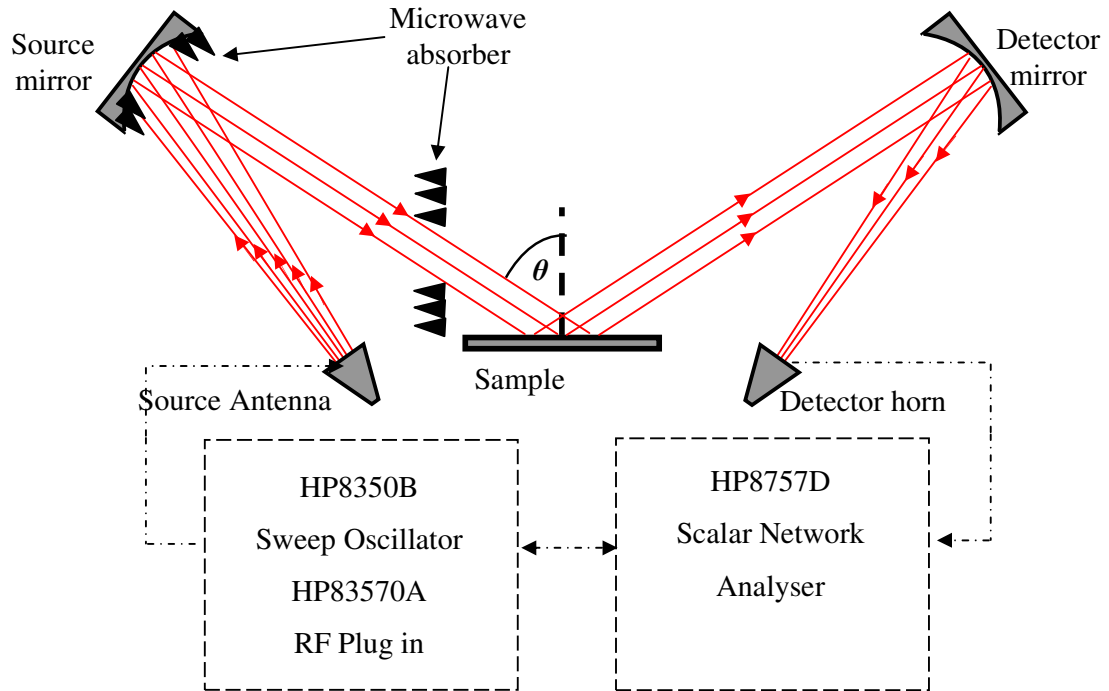 Microwave
absorber
Source
mirror
Detector
mirror
θ
Sample
Source Antenna
Detector horn
HP8350B
Sweep Oscillator
HP83570A
RF Plug in
HP8757D
Scalar Network
Analyser